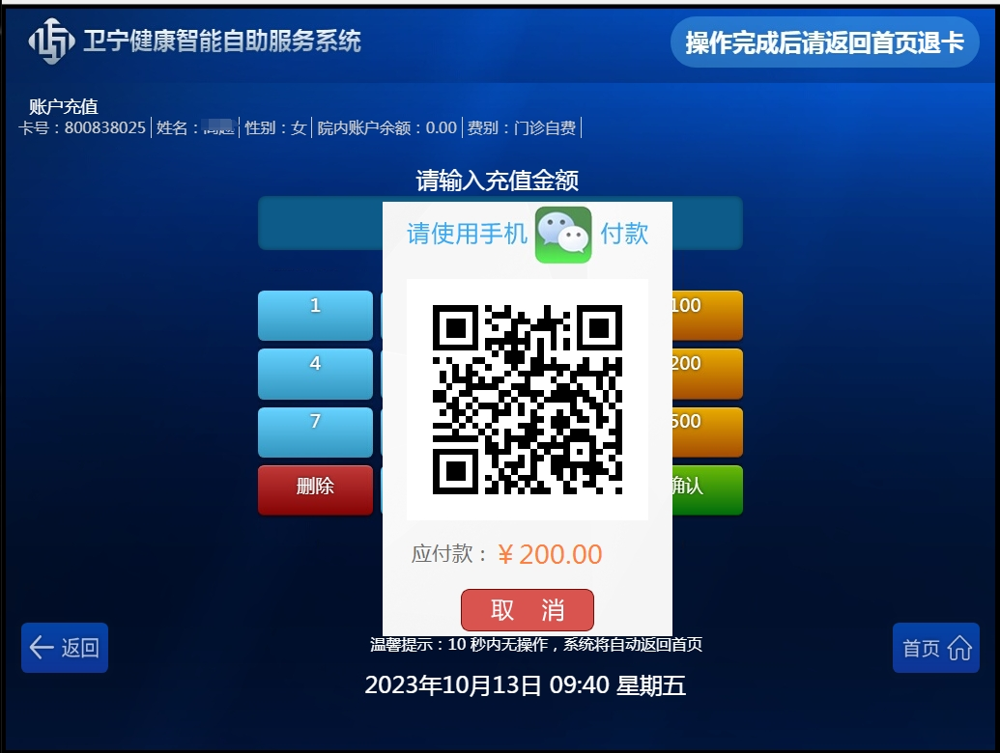 卫宁健康智能自助服务系统
操作完成后请返回首页退卡
账户充值
卡号：800838025 姓名： 性别：女 院内账户余额：0.00 费别：门诊自费
请输入充值金额
请使用手机 付款
1
100
4
200
7
500
删除
确认
应付款：￥200.00
取 消
返回
首页
温馨提示：10 秒内无操作，系统将自动返回首页
2023年10月13日 09:40 星期五